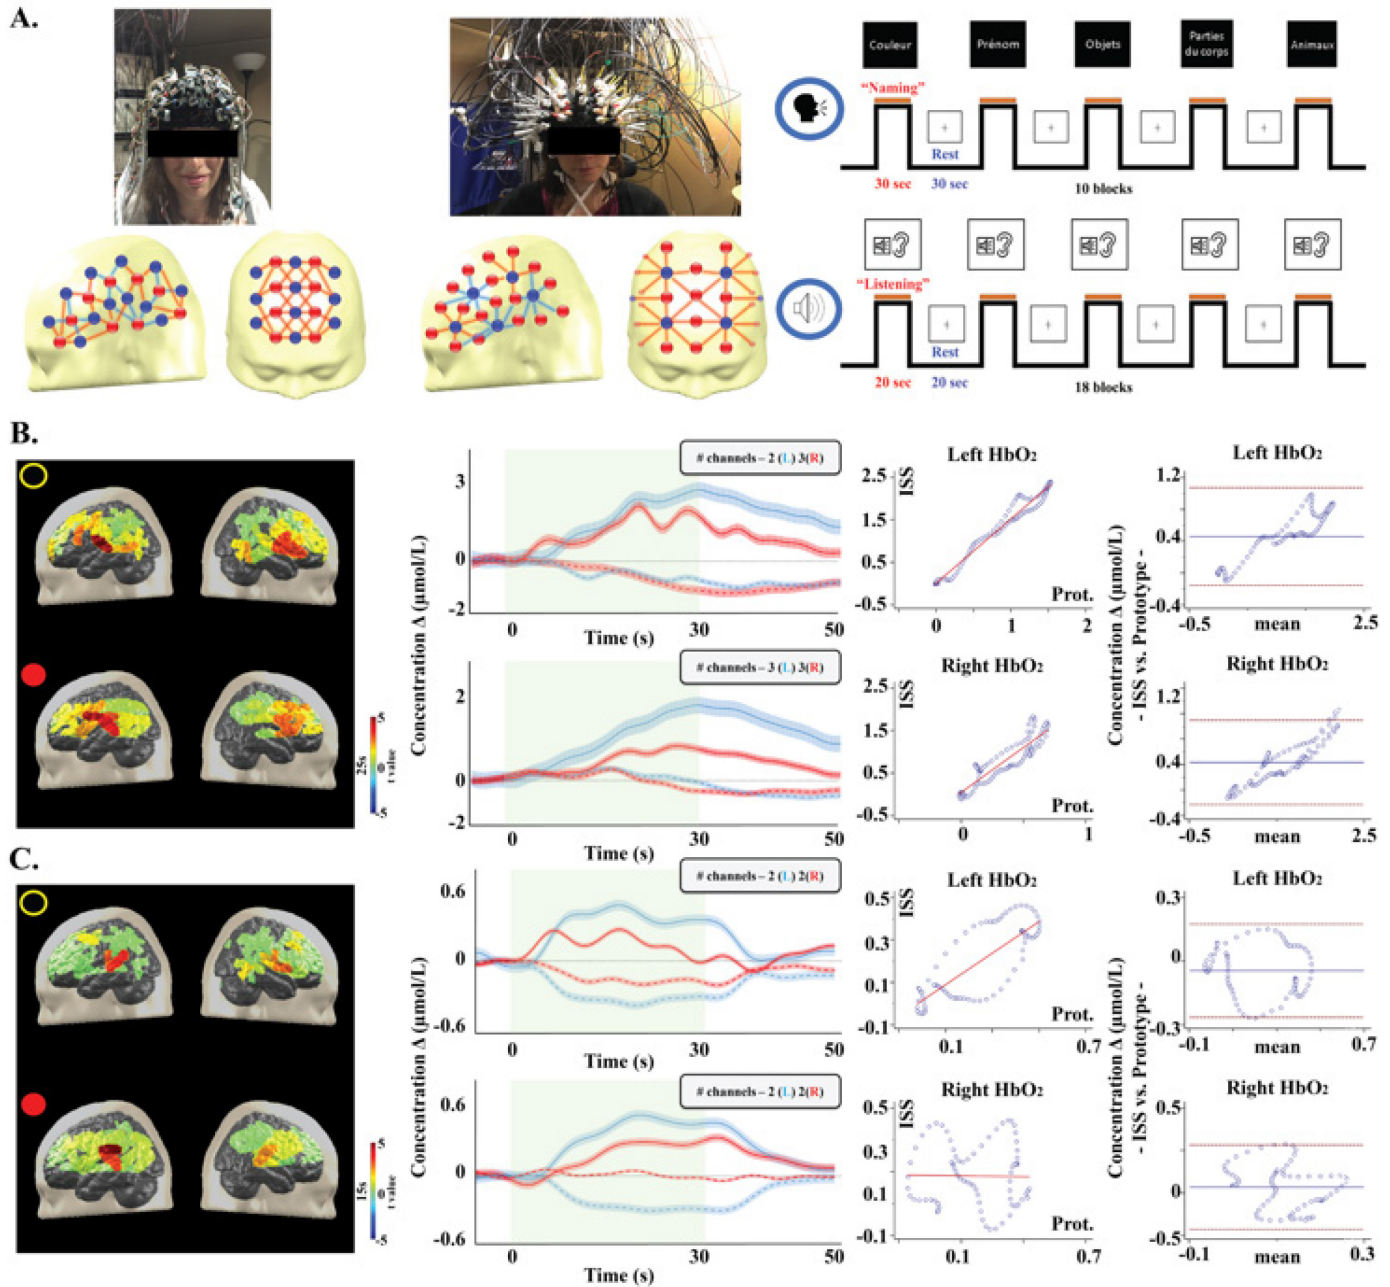 A.
Couleur
Prénom
Objets
Parties
du corps
Animaux
“Naming”
Rest
30 sec
30 sec
10 blocks
“Listening”
Rest
20 sec
20 sec
18 blocks
B.
25s
5
0
-5
t value
Concentration Δ (µmol/L)
# channels – 2 (L) 3(R)
3
0
-2
0
30
50
Time (s)
# channels – 3 (L) 3(R)
2
0
-2
0
30
50
Time (s)
Left HbO2
ISS
2.5
1.5
0.5
-0.5
Prot.
0
1
2
Right HbO2
ISS
2.5
1.5
0.5
-0.5
Prot.
0
1
Concentration Δ (µmol/L)
- ISS vs. Prototype -
Left HbO2
1.2
0.4
-0.4
-0.5
mean
2.5
Right HbO2
1.2
0.4
-0.4
-0.5
mean
2.5
C.
15s
5
0
-5
t value
Concentration Δ (µmol/L)
# channels – 2 (L) 2(R)
0.6
0
-0.6
0
30
50
Time (s)
# channels – 2 (L) 2(R)
0.6
0
-0.6
0
30
50
Time (s)
Left HbO2
ISS
0.5
0.3
0.1
-0.1
Prot.
0.1
0.7
Right HbO2
ISS
0.5
0.3
0.1
-0.1
Prot.
0.1
0.7
Concentration Δ (µmol/L)
- ISS vs. Prototype -
Left HbO2
0.3
0
-0.3
-0.1
mean
0.7
Right HbO2
0.5
0
-0.5
-0.1
mean
0.3